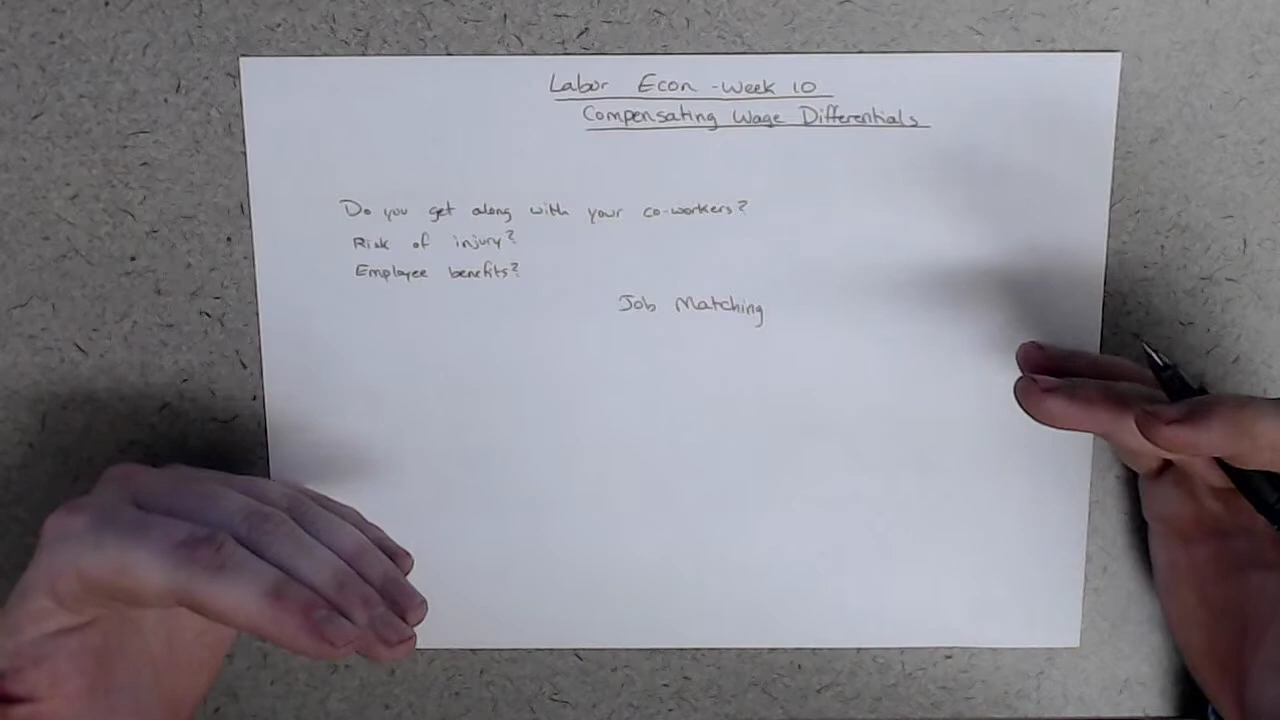 Labor Econ - Week 10
Compensating Wage Differentials
Do you get along with your co-workers?
Risk of injury?
Employee benefits?
Job Matching